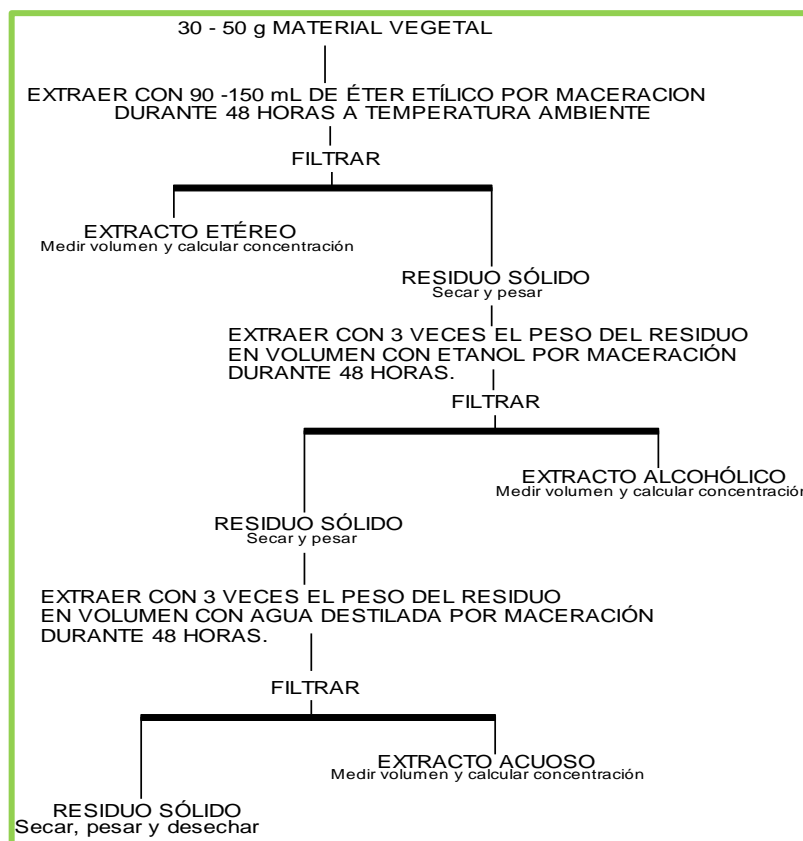 30 - 50 g MATERIAL VEGETAL
EXTRAER CON 90 -150 mL DE ÉTER ETÍLICO POR MACERACION
DURANTE 48 HORAS A TEMPERATURA AMBIENTE
FILTRAR
EXTRACTO ETÉREO
Medir volumen y calcular concentración
RESIDUO SÓLIDO
Secar y pesar
EXTRAER CON 3 VECES EL PESO DEL RESIDUO
EN VOLUMEN CON ETANOL POR MACERACIÓN
DURANTE 48 HORAS.
FILTRAR
EXTRACTO ALCOHÓLICO
Medir volumen y calcular concentración
RESIDUO SÓLIDO
Secar y pesar
EXTRAER CON 3 VECES EL PESO DEL RESIDUO
EN VOLUMEN CON AGUA DESTILADA POR MACERACIÓN
DURANTE 48 HORAS.
FILTRAR
EXTRACTO ACUOSO
Medir volumen y calcular concentración
RESIDUO SÓLIDO
Secar, pesar y desechar